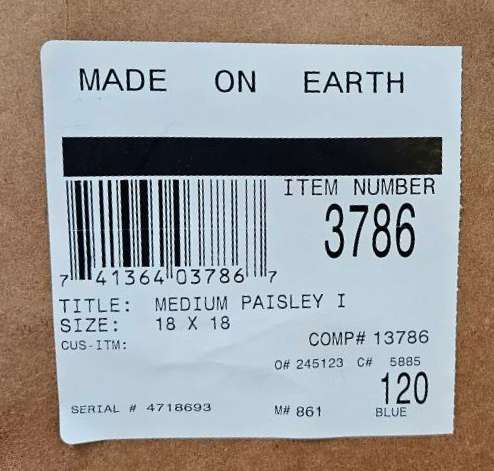 MADE ON EARTH
ITEM NUMBER
3786
7 41364 03786 7
TITLE: MEDIUM PAISLEY I
SIZE: 18 X 18
CUS-ITM:
COMP# 13786
O# 245123 C# 5885
120
SERIAL # 4718693 M# 861 BLUE